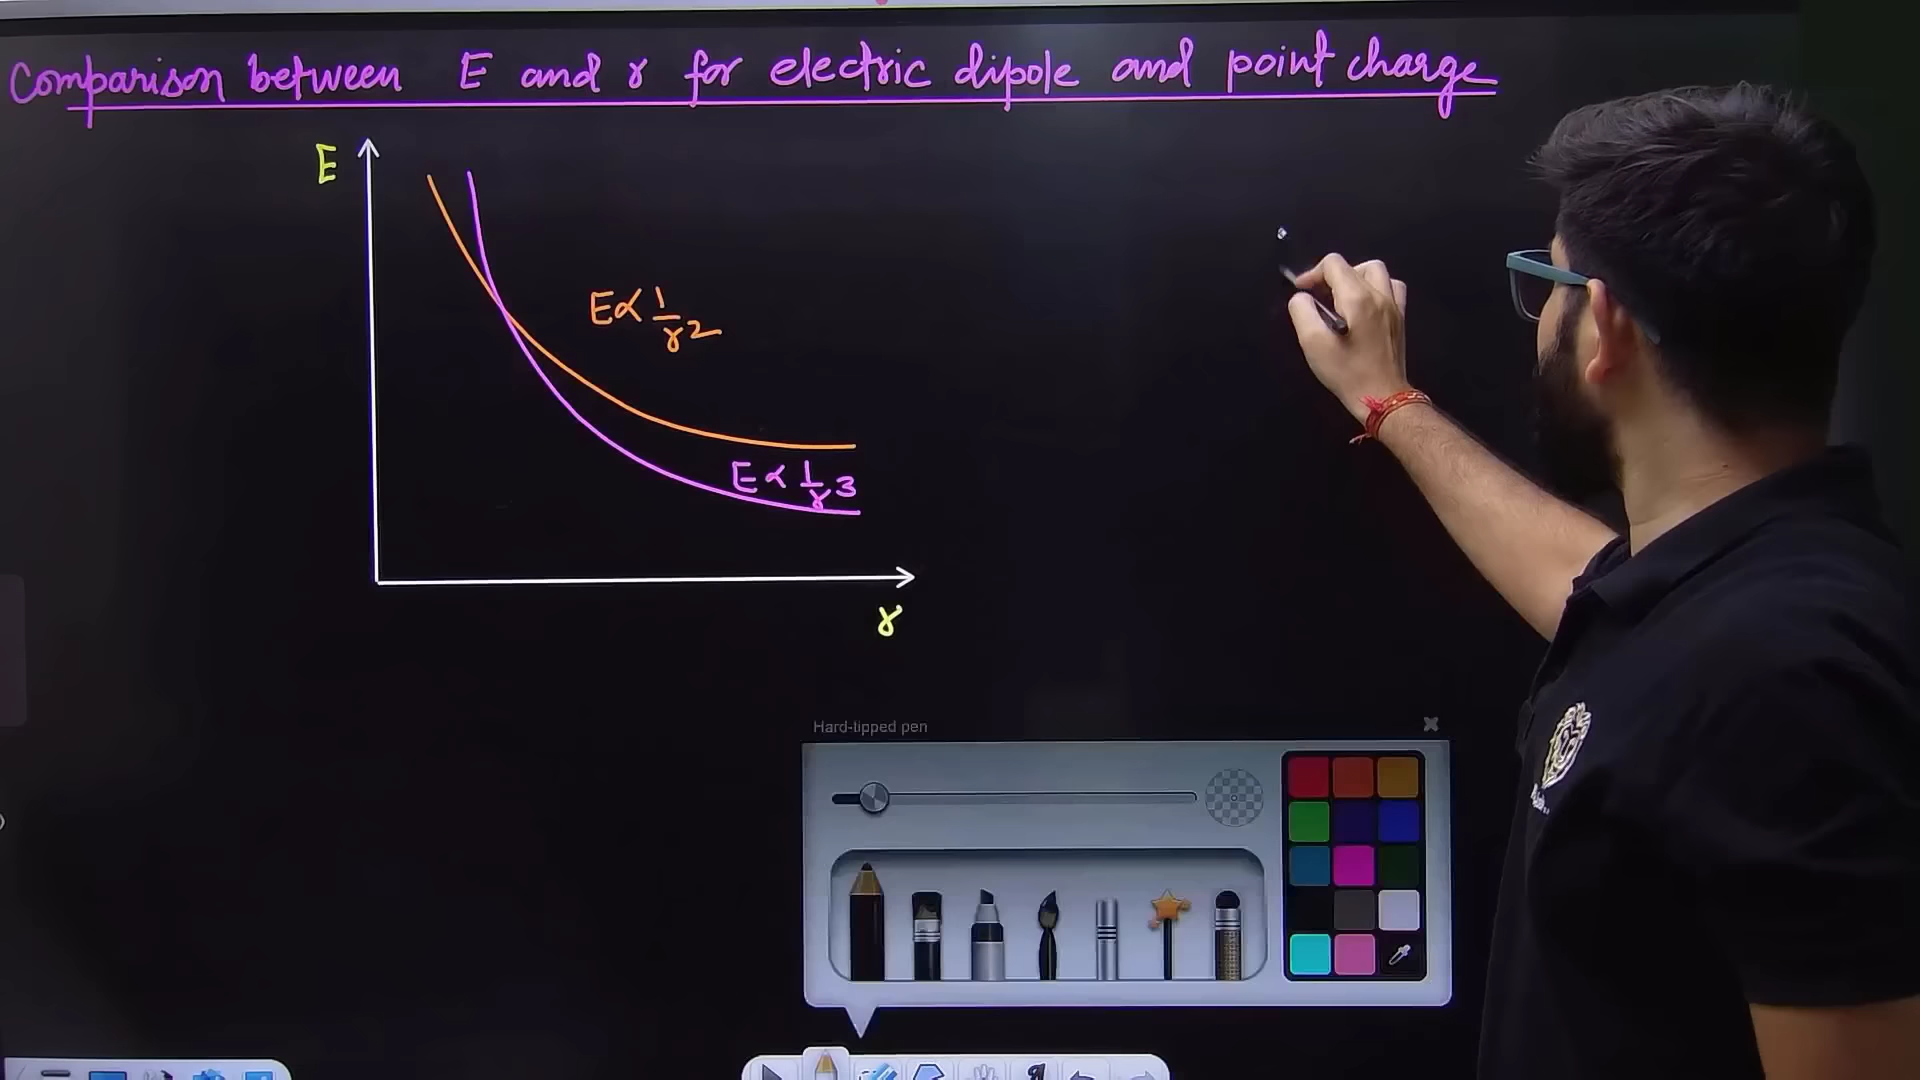 Comparison between E and r for electric dipole and point charge
E
E ∝ 1/r²
E ∝ 1/r³
r
Hard-tipped pen